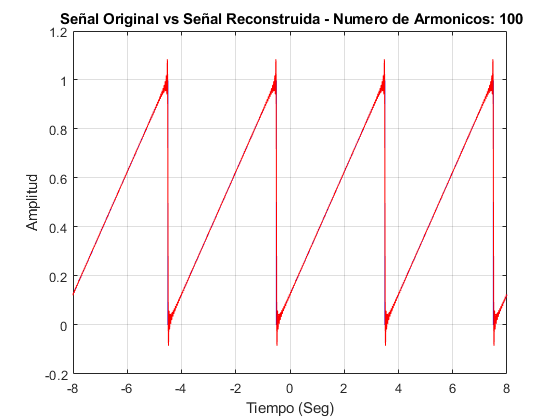 Señal Original vs Señal Reconstruida - Numero de Armonicos: 100
1.2
1
0.8
0.6
0.4
0.2
0
-0.2
Amplitud
-8 -6 -4 -2 0 2 4 6 8
Tiempo (Seg)